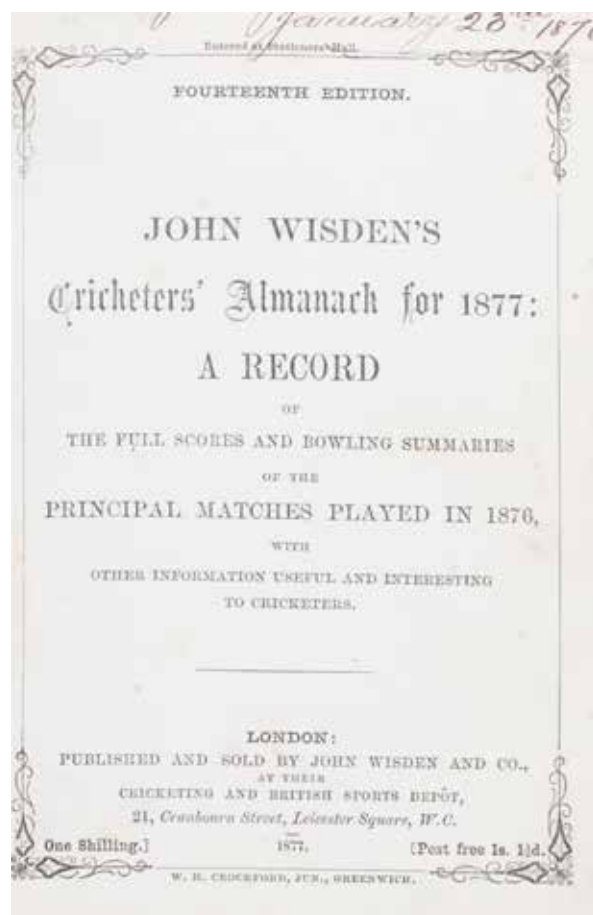 January 23rd 187
Entered at Stationers' Hall.
FOURTEENTH EDITION.
JOHN WISDEN'S
Cricketers' Almanach for 1877:
A RECORD
OF
THE FULL SCORES AND BOWLING SUMMARIES
OF THE
PRINCIPAL MATCHES PLAYED IN 1876,
WITH
OTHER INFORMATION USEFUL AND INTERESTING
TO CRICKETERS.
LONDON:
PUBLISHED AND SOLD BY JOHN WISDEN AND CO.,
AT THEIR
CRICKETING AND BRITISH SPORTS DEPÔT,
21, Cranbourn Street, Leicester Square, W.C.
One Shilling.] 1877. [Post free 1s. 1½d.
W. H. CROCKFORD, JUN., GREENWICH.